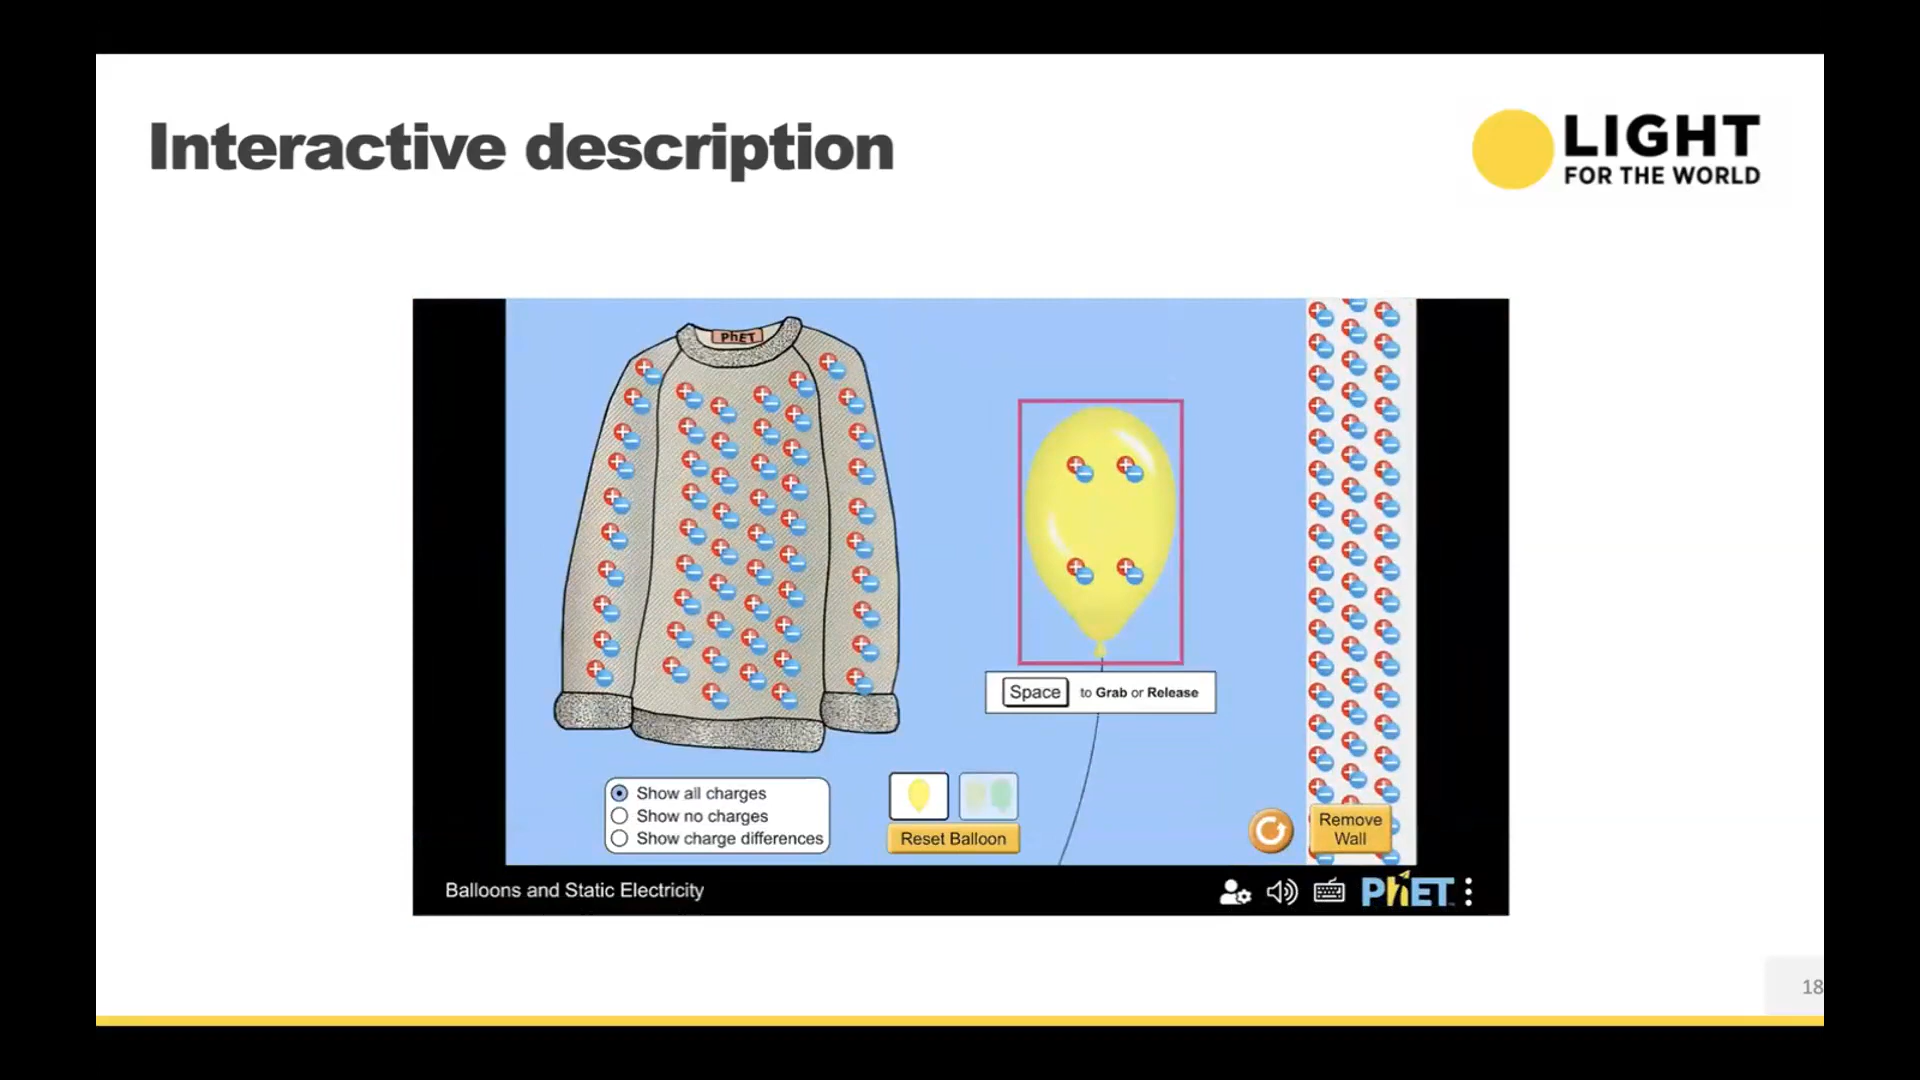 Interactive description
LIGHT
FOR THE WORLD
PhET
Space to Grab or Release
Show all charges
Show no charges
Show charge differences
Reset Balloon
Remove
Wall
Balloons and Static Electricity
PhET
18